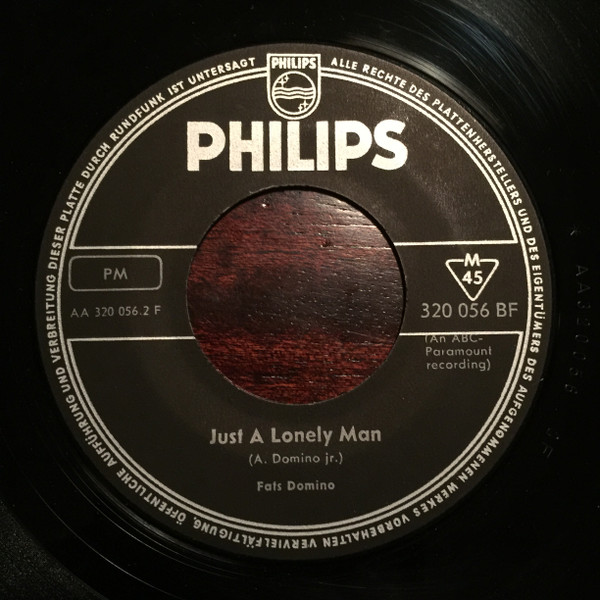 PHILIPS
ÖFFENTLICHE AUFFÜHRUNG UND VERBREITUNG DIESER PLATTE DURCH RUNDFUNK IST UNTERSAGT
ALLE RECHTE DES PLATTENHERSTELLERS UND DES EIGENTÜMERS DES AUFGENOMMENEN WERKES VORBEHALTEN VERVIELFÄLTIGUNG,
PHILIPS
PM
M
45
AA 320 056.2 F
320 056 BF
(An ABC-
Paramount
recording)
Just A Lonely Man
(A. Domino jr.)
Fats Domino